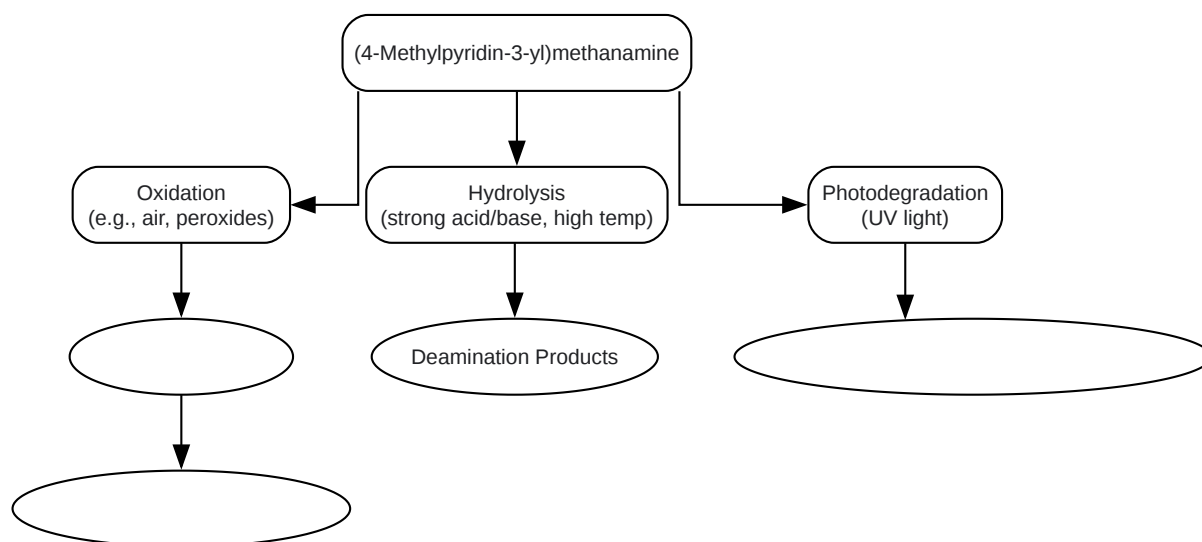 (4-Methylpyridin-3-yl)methanamine
Oxidation
(e.g., air, peroxides)
Hydrolysis
(strong acid/base, high temp)
Photodegradation
(UV light)
Deamination Products